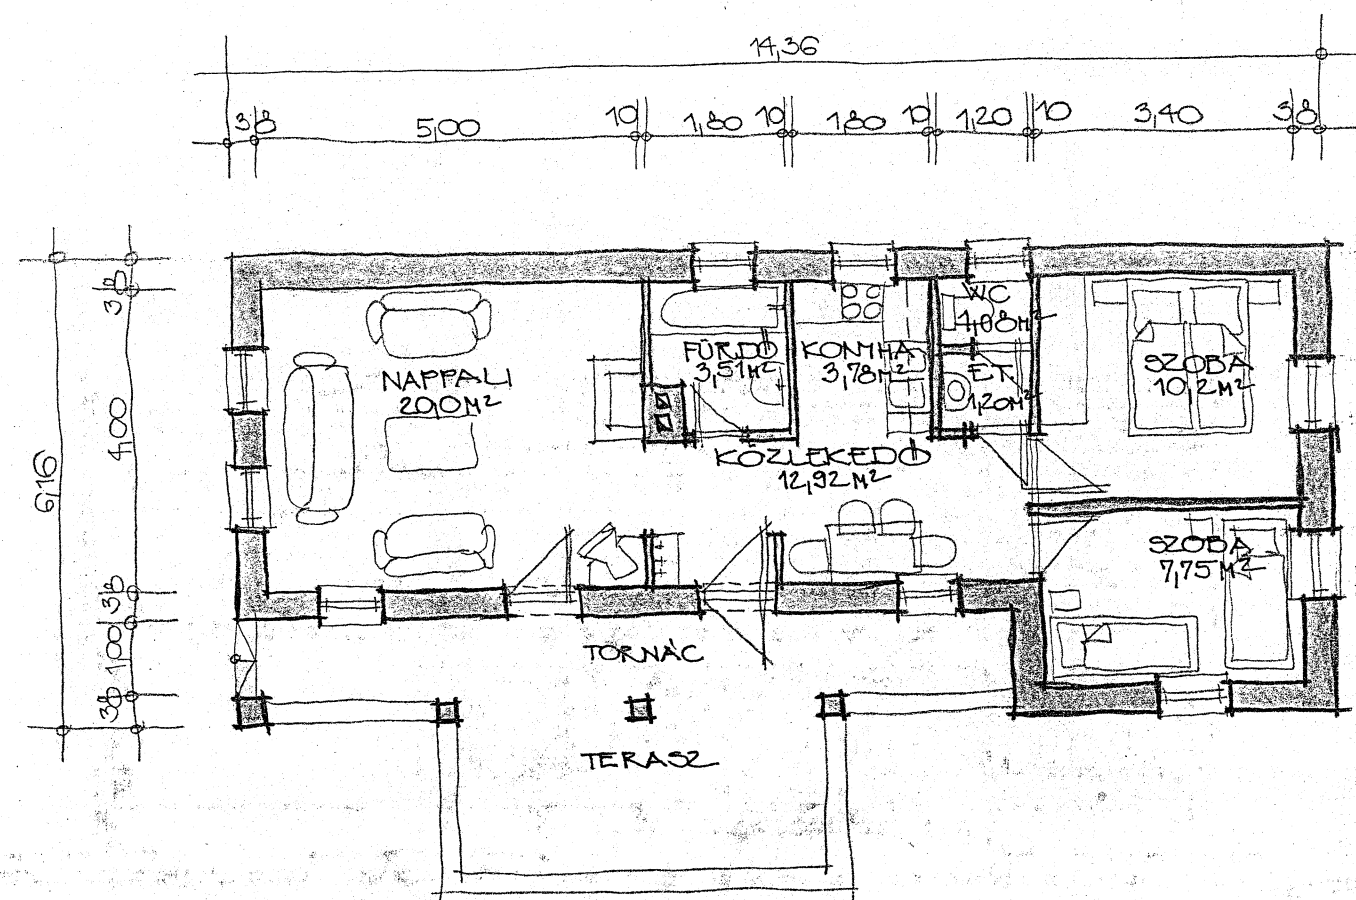 14,36
38 5,00 10 1,80 10 1,80 10 1,20 10 3,40 38
38
4,00
6,16
38
1,00
38
NAPPALI
20,0 M²
FÜRDŐ
3,51 M²
KONYHA
3,78 M²
WC
1,08 M²
ET.
1,20 M²
SZOBA
10,2 M²
KÖZLEKEDŐ
12,92 M²
SZOBA
7,75 M²
TORNÁC
TERASZ